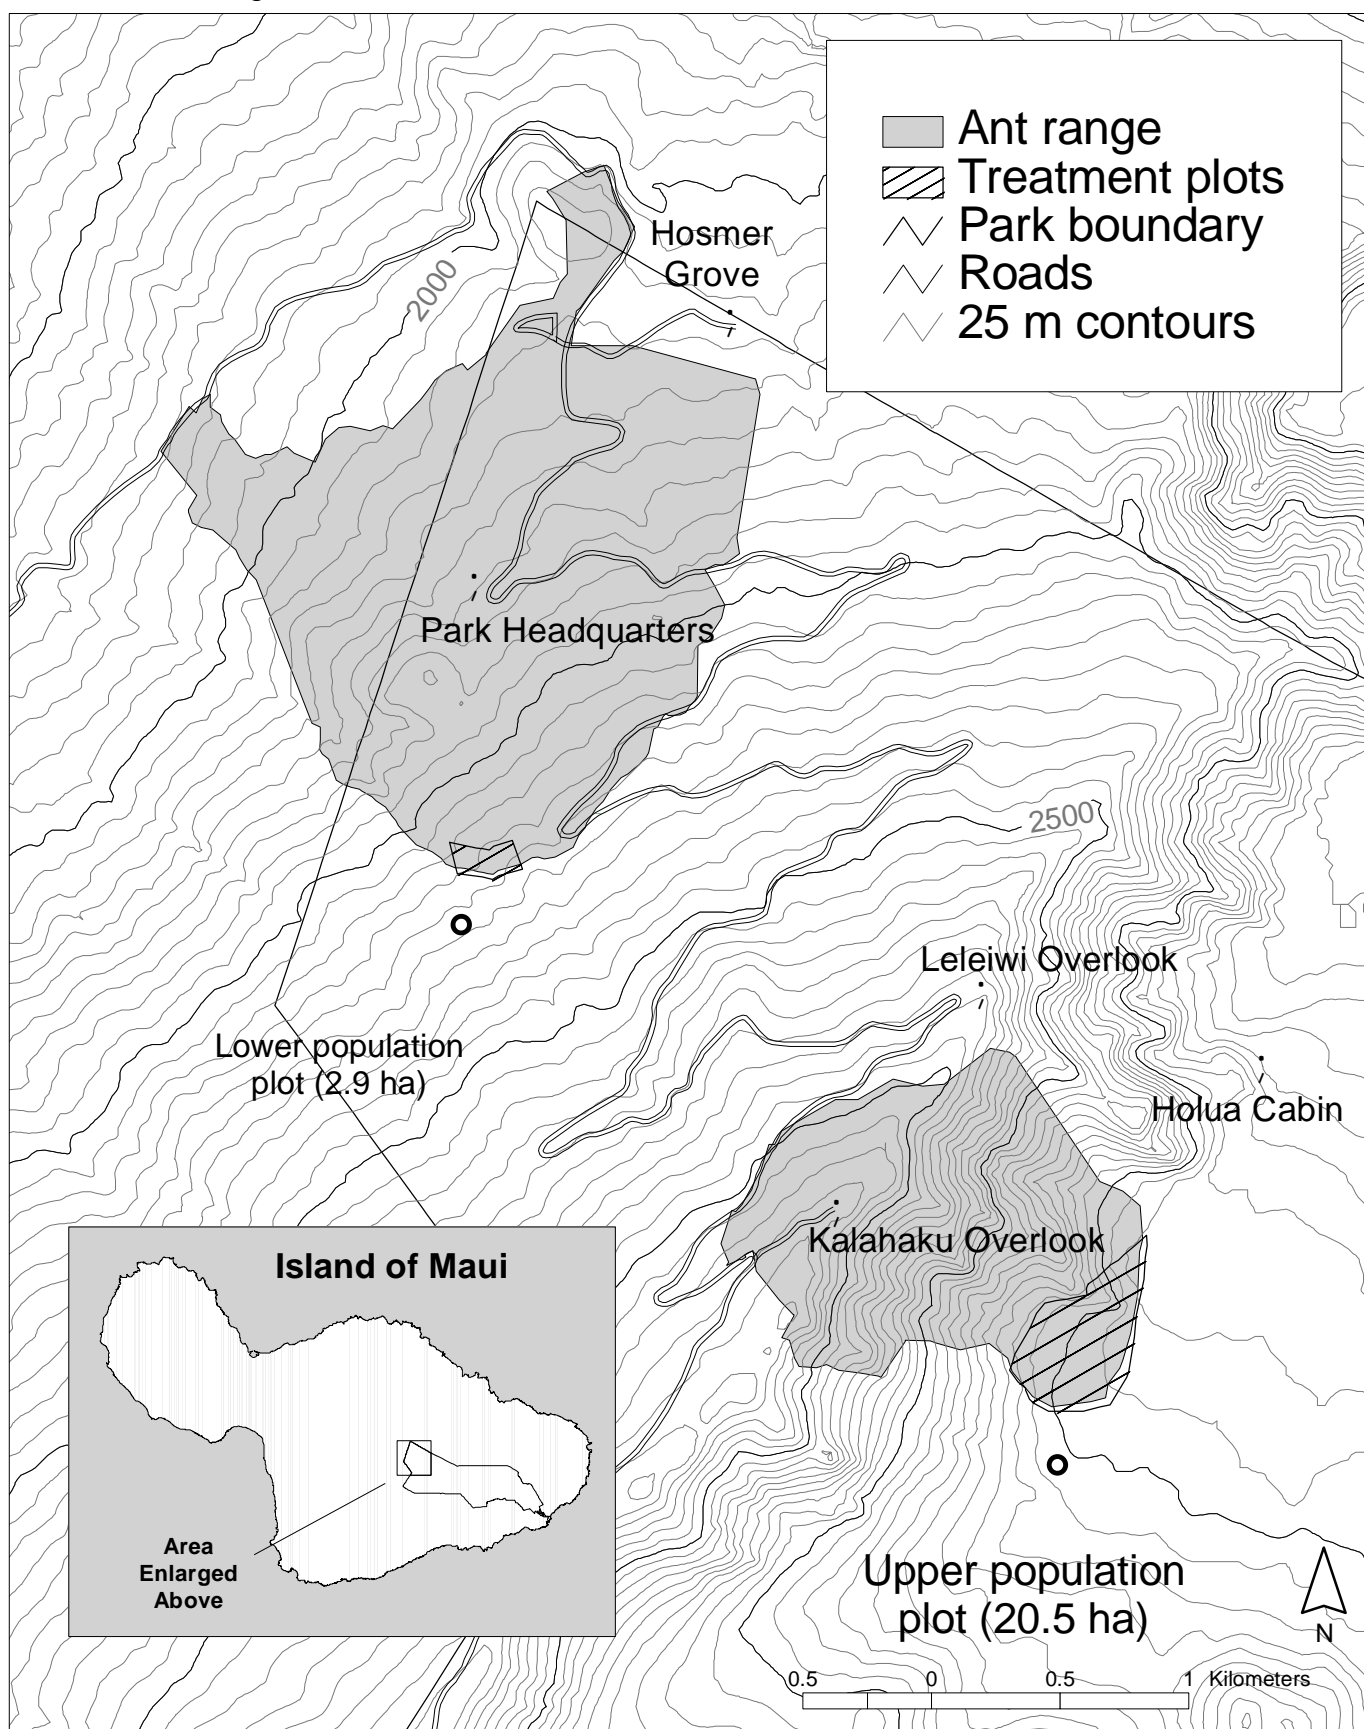 Ant range
Treatment plots
Park boundary
Roads
25 m contours
Hosmer
Grove
2000
Park Headquarters
2500
Leleiwi Overlook
Lower population
plot (2.9 ha)
Holua Cabin
Kalahaku Overlook
Island of Maui
Area
Enlarged
Above
Upper population
plot (20.5 ha)
N
0.5 0 0.5 1 Kilometers